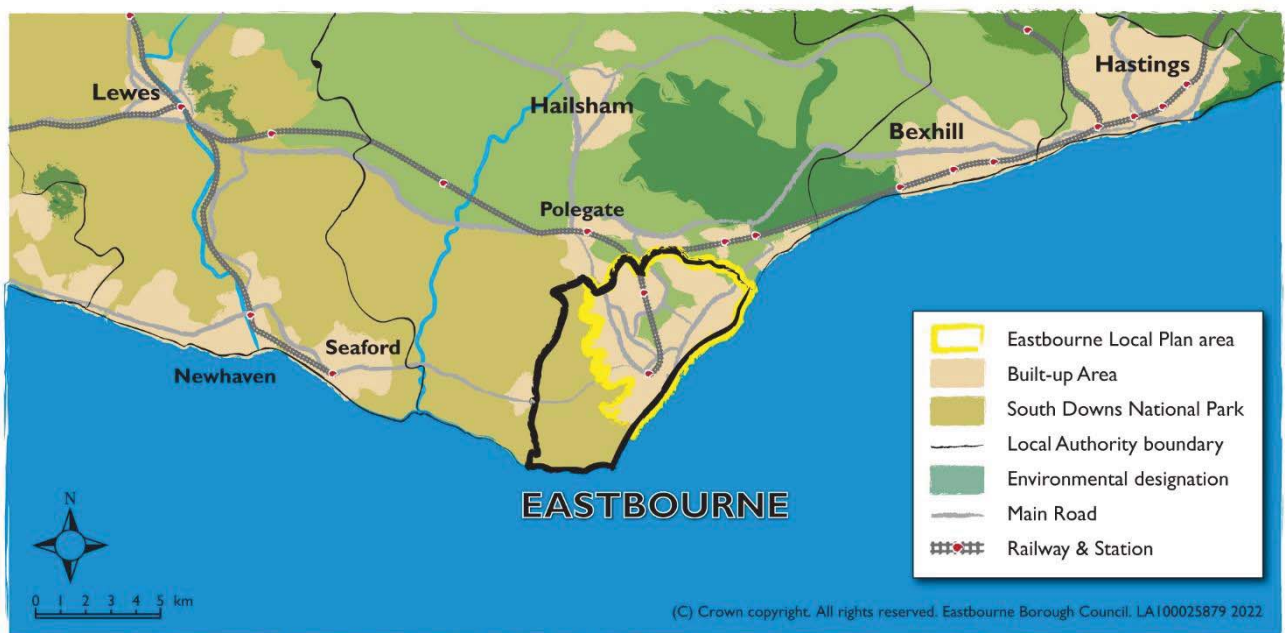 Lewes
Hailsham
Hastings
Bexhill
Polegate
Seaford
Newhaven
EASTBOURNE
Eastbourne Local Plan area
Built-up Area
South Downs National Park
Local Authority boundary
Environmental designation
Main Road
Railway & Station
N
0 1 2 3 4 5 km
(C) Crown copyright. All rights reserved. Eastbourne Borough Council. LA100025879 2022